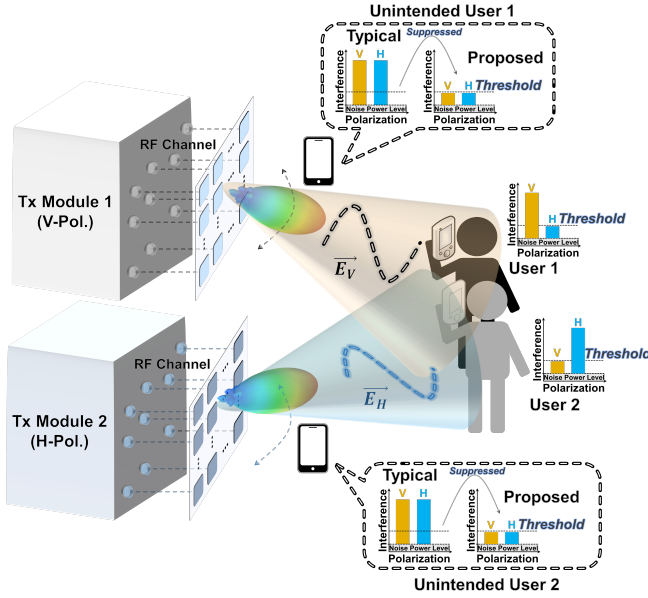 Unintended User 1
Typical
Suppressed
Proposed
Interference
V
H
Noise Power Level
Polarization
Interference
V
H
Threshold
Noise Power Level
Polarization
RF Channel
Tx Module 1
(V-Pol.)
E_V
Interference
V
H
Threshold
Noise Power Level
Polarization
User 1
RF Channel
Tx Module 2
(H-Pol.)
E_H
Interference
V
H
Threshold
Noise Power Level
Polarization
User 2
Typical
Suppressed
Proposed
Interference
V
H
Noise Power Level
Polarization
Interference
V
H
Threshold
Noise Power Level
Polarization
Unintended User 2